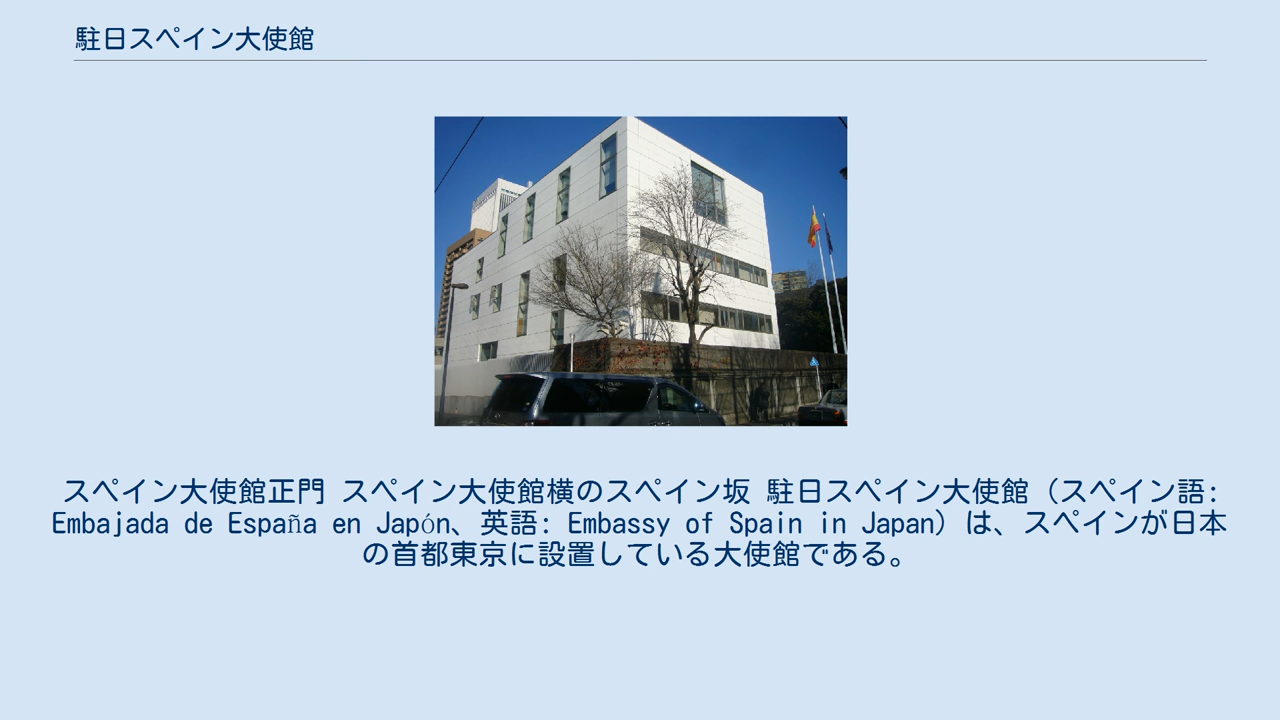 駐日スペイン大使館
スペイン大使館正門 スペイン大使館横のスペイン坂 駐日スペイン大使館（スペイン語:
Embajada de España en Japón、英語: Embassy of Spain in Japan）は、スペインが日本
の首都東京に設置している大使館である。